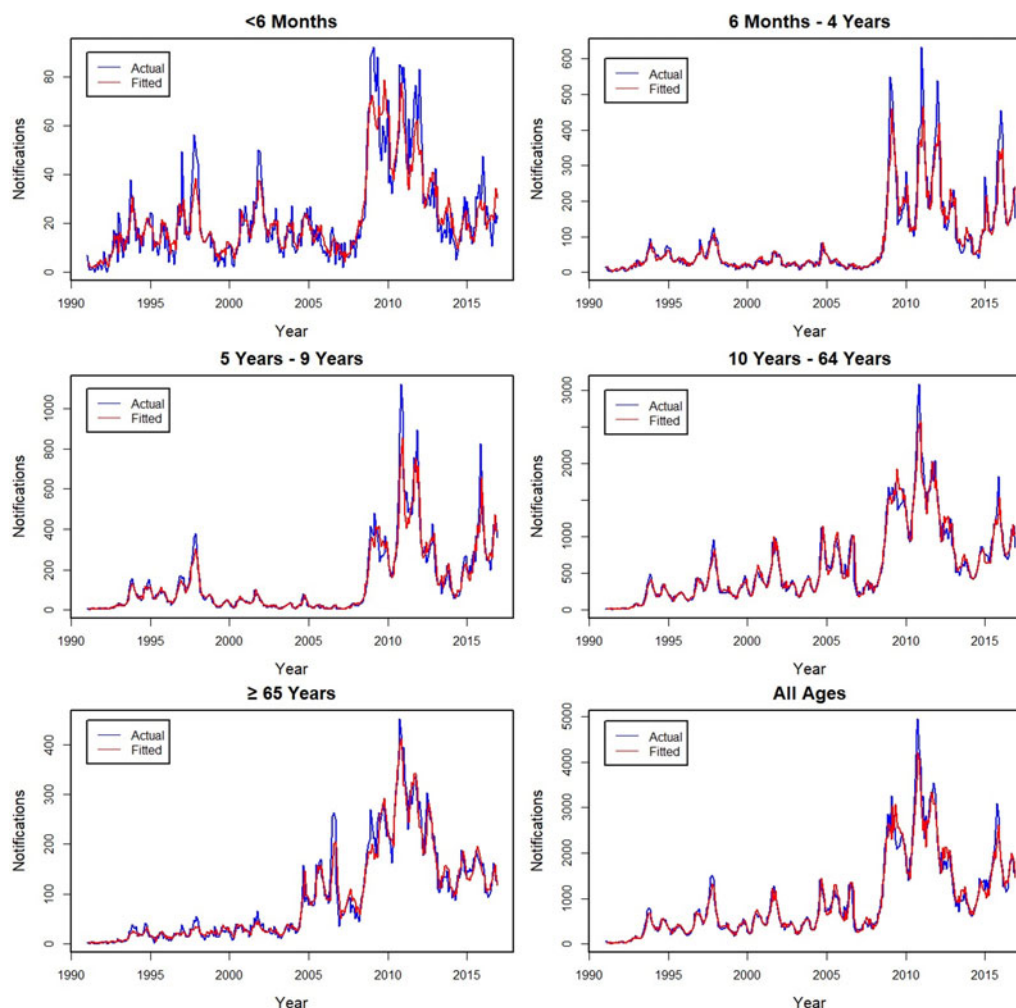 <6 Months
Notifications
80
60
40
20
0
Actual
Fitted
1990 1995 2000 2005 2010 2015
Year
6 Months - 4 Years
Notifications
600
500
400
300
200
100
0
Actual
Fitted
1990 1995 2000 2005 2010 2015
Year
5 Years - 9 Years
Notifications
1000
800
600
400
200
0
Actual
Fitted
1990 1995 2000 2005 2010 2015
Year
10 Years - 64 Years
Notifications
3000
2000
1000
500
0
Actual
Fitted
1990 1995 2000 2005 2010 2015
Year
≥ 65 Years
Notifications
400
300
200
100
0
Actual
Fitted
1990 1995 2000 2005 2010 2015
Year
All Ages
Notifications
5000
4000
3000
2000
1000
0
Actual
Fitted
1990 1995 2000 2005 2010 2015
Year